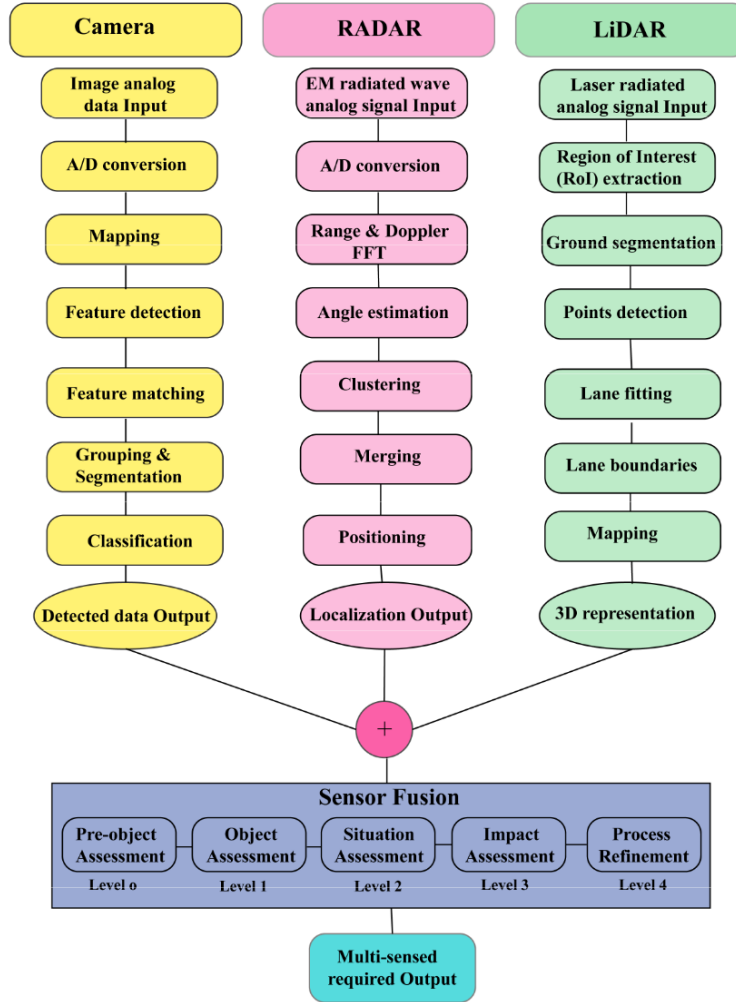 Camera
Image analog
data Input
A/D conversion
Mapping
Feature detection
Feature matching
Grouping &
Segmentation
Classification
Detected data Output
RADAR
EM radiated wave
analog signal Input
A/D conversion
Range & Doppler
FFT
Angle estimation
Clustering
Merging
Positioning
Localization Output
LiDAR
Laser radiated
analog signal Input
Region of Interest
(RoI) extraction
Ground segmentation
Points detection
Lane fitting
Lane boundaries
Mapping
3D representation
+
Sensor Fusion
Pre-object
Assessment
Level o
Object
Assessment
Level 1
Situation
Assessment
Level 2
Impact
Assessment
Level 3
Process
Refinement
Level 4
Multi-sensed
required Output